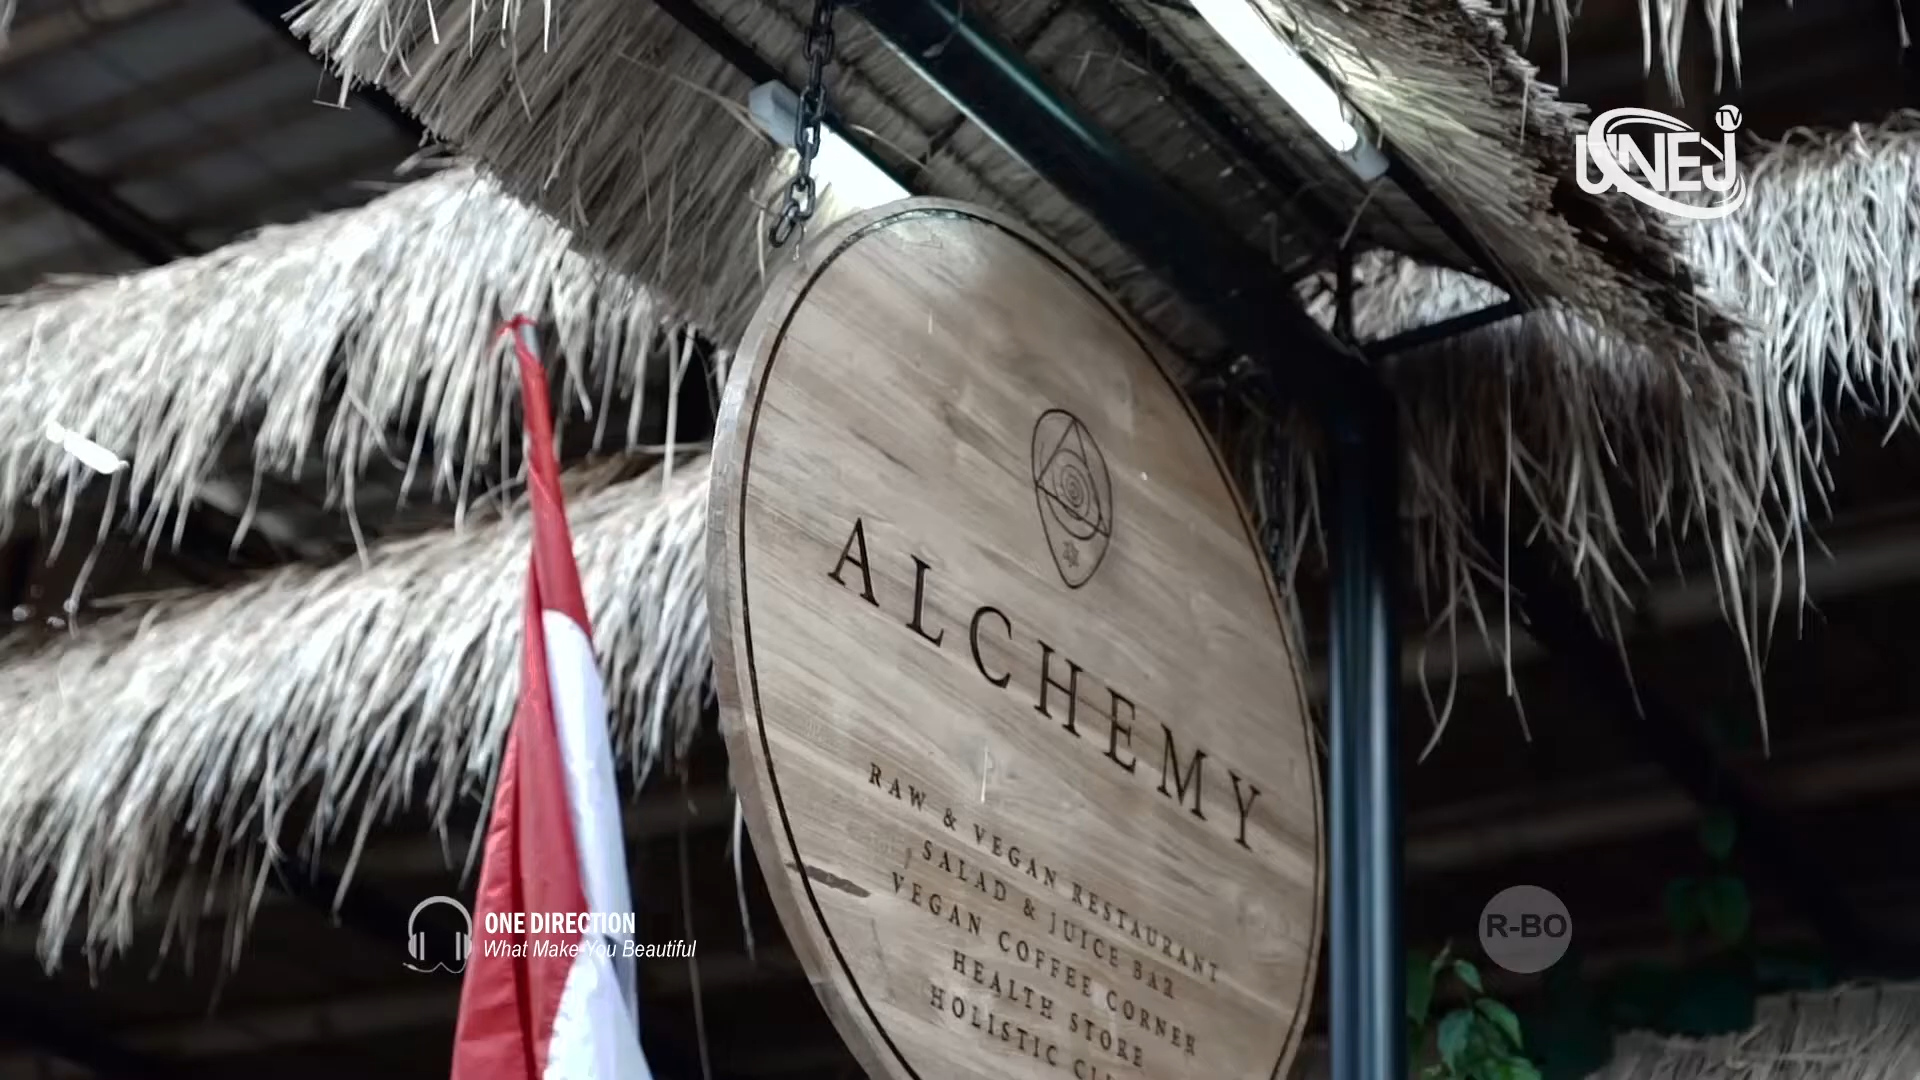 UNEJ TV
ALCHEMY
RAW & VEGAN RESTAURANT
SALAD & JUICE BAR
VEGAN COFFEE CORNER
HEALTH STORE
HOLISTIC
ONE DIRECTION
What Make You Beautiful
R-BO